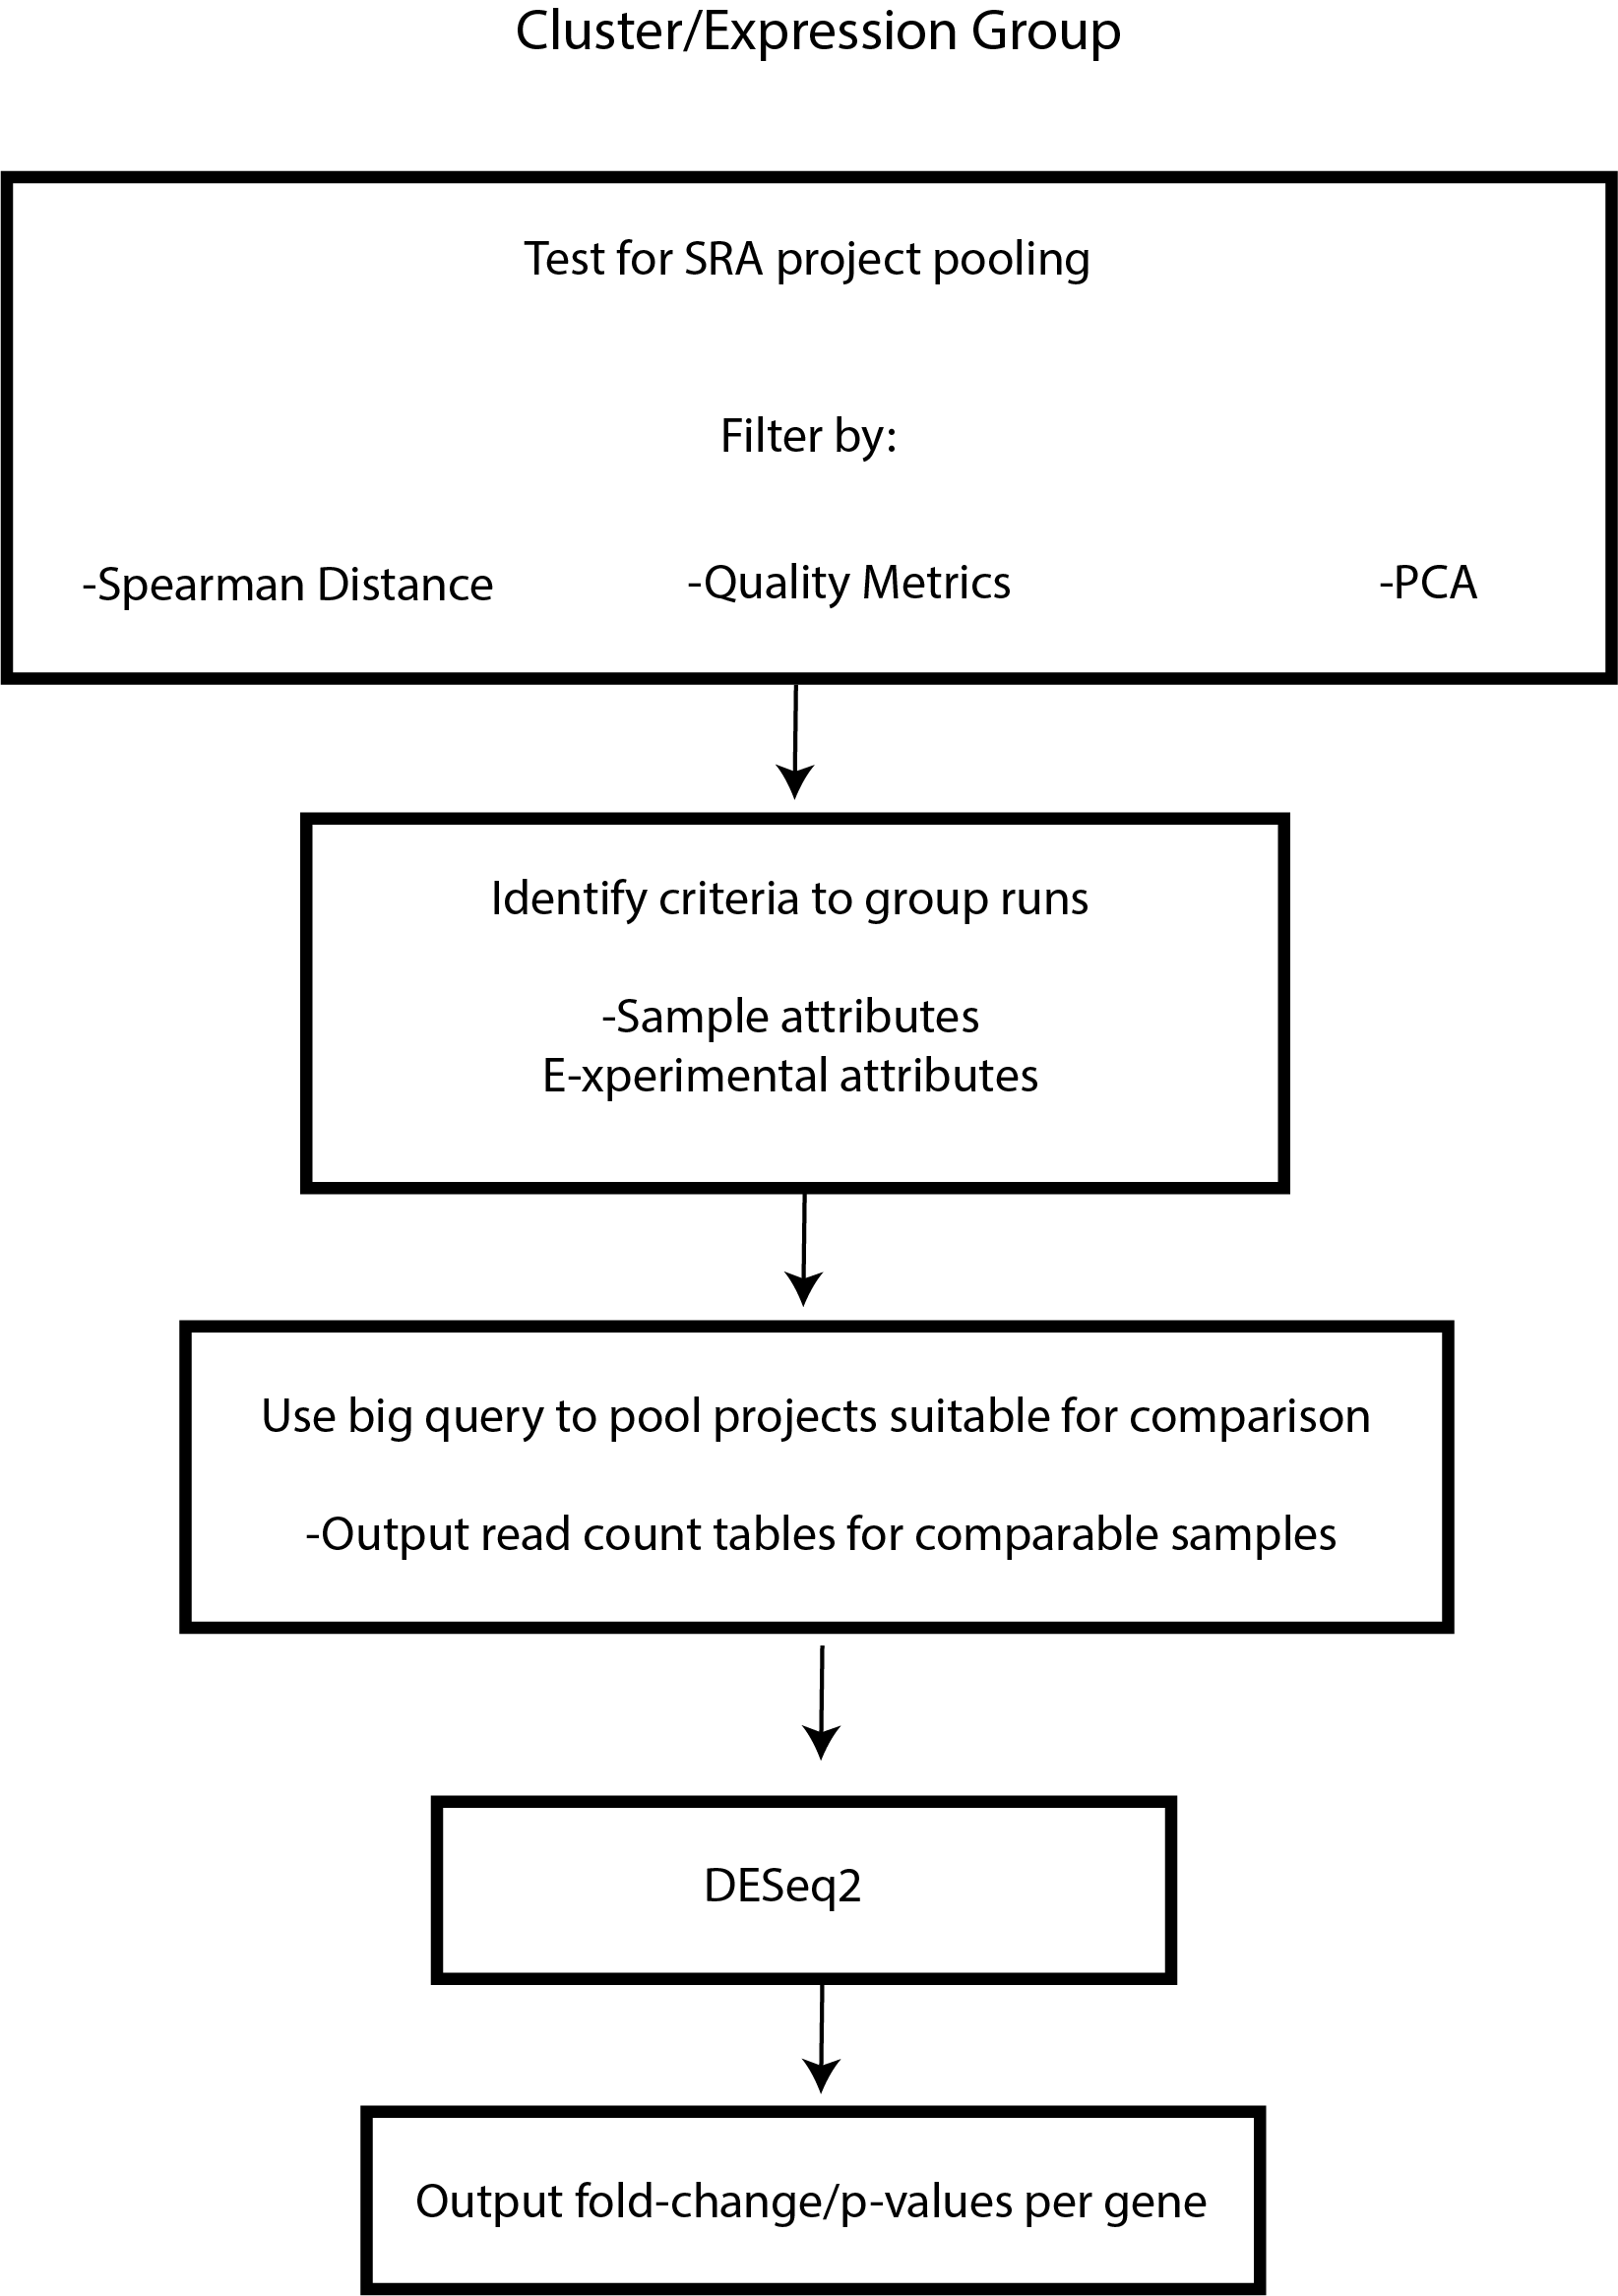 Cluster/Expression Group
Test for SRA project pooling
Filter by:
-Spearman Distance
-Quality Metrics
-PCA
Identify criteria to group runs
-Sample attributes
E-xperimental attributes
Use big query to pool projects suitable for comparison
-Output read count tables for comparable samples
DESeq2
Output fold-change/p-values per gene